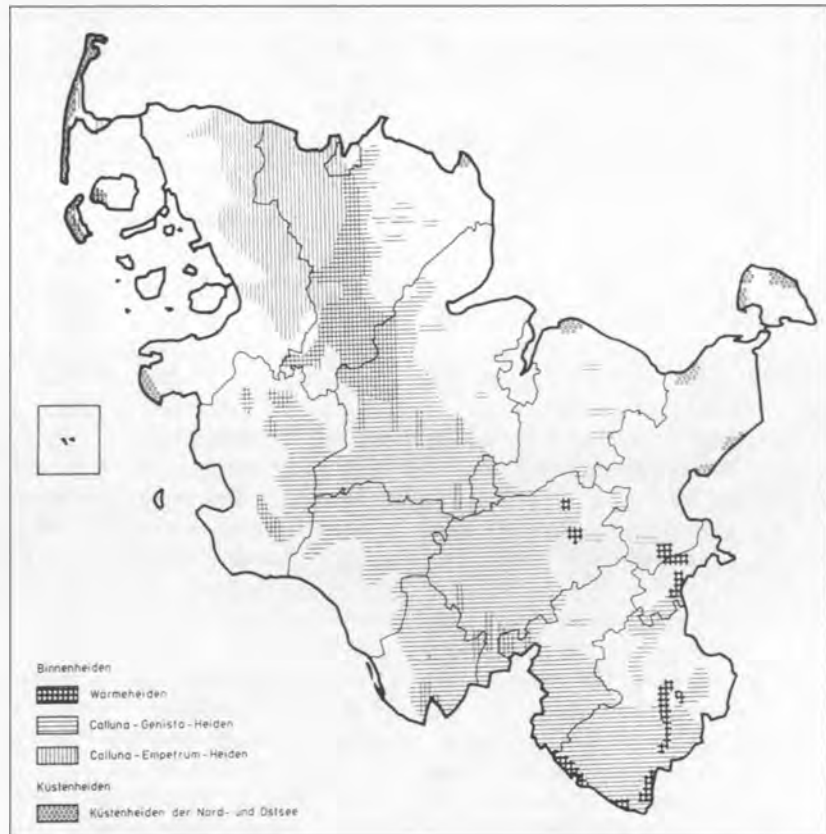 Binnenheiden
Wärmeheiden
Calluna - Genista - Heiden
Calluna - Empetrum - Heiden
Küstenheiden
Küstenheiden der Nord- und Ostsee